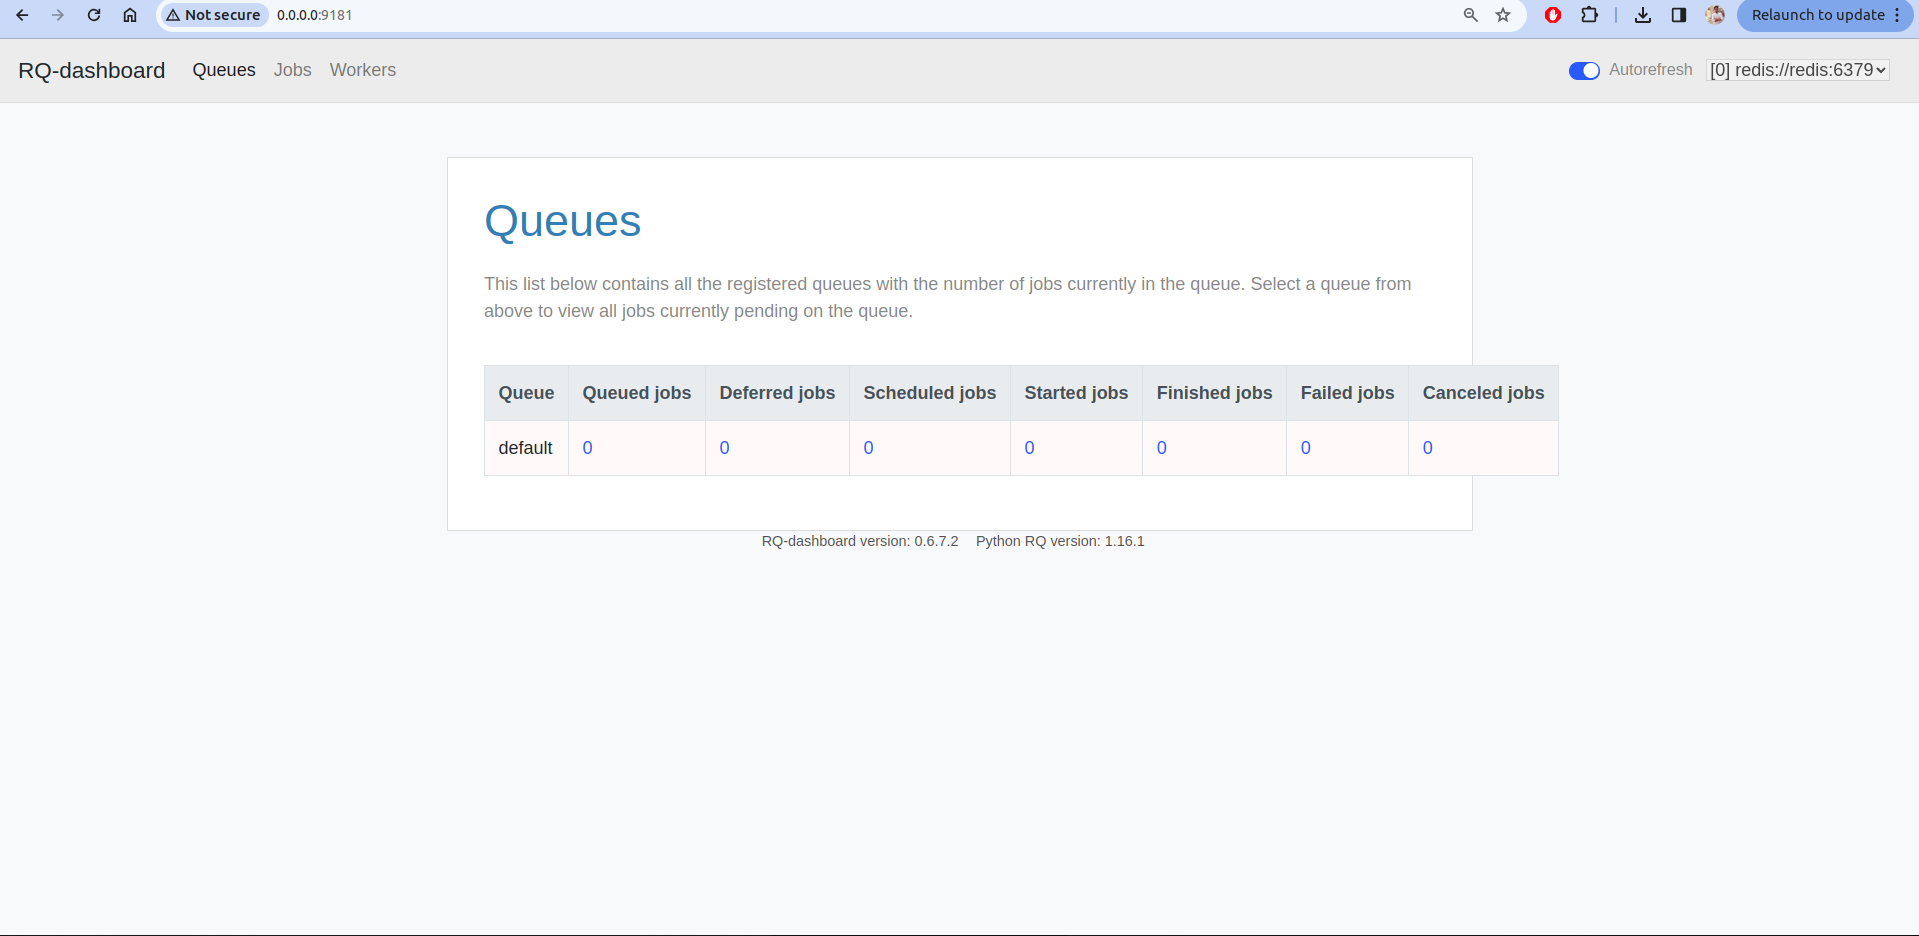 Not secure 0.0.0.0:9181 Relaunch to update
RQ-dashboard Queues Jobs Workers Autorefresh [0] redis://redis:6379
Queues
This list below contains all the registered queues with the number of jobs currently in the queue. Select a queue from
above to view all jobs currently pending on the queue.
Queue Queued jobs Deferred jobs Scheduled jobs Started jobs Finished jobs Failed jobs Canceled jobs
default 0 0 0 0 0 0 0
RQ-dashboard version: 0.6.7.2 Python RQ version: 1.16.1